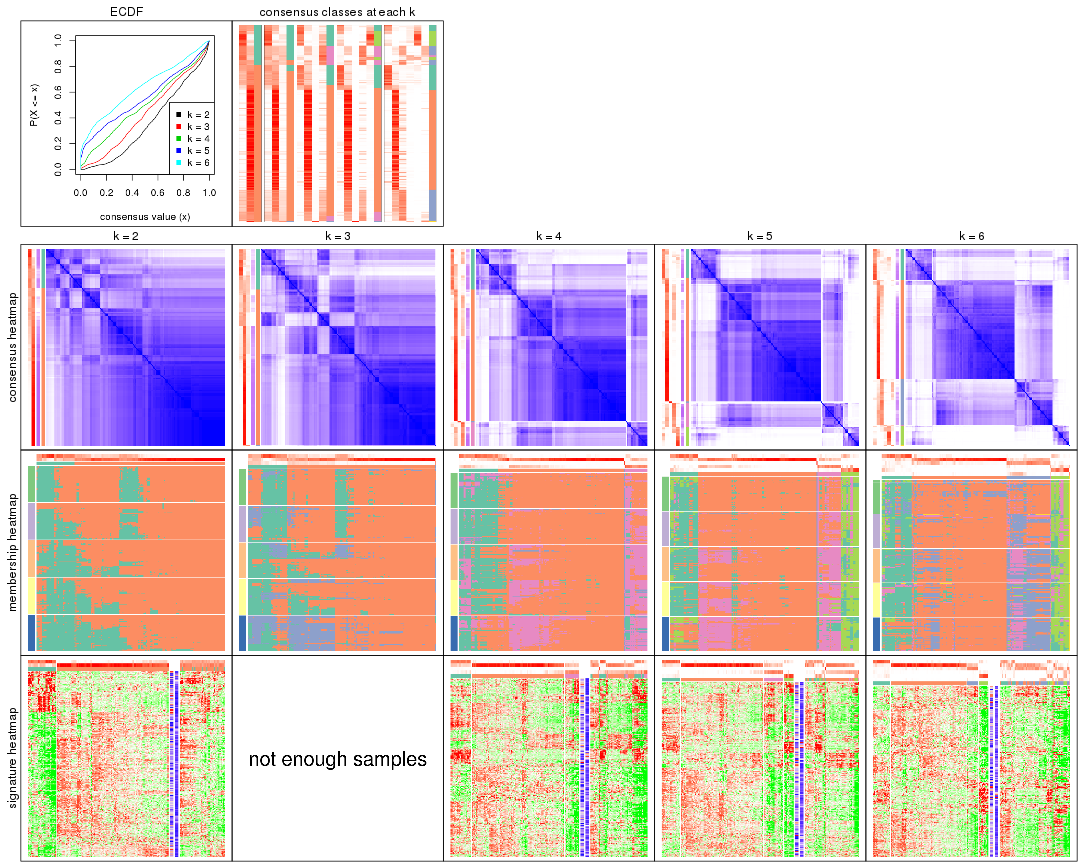 ECDF
consensus classes at each k
P(X <= x)
0.0 0.2 0.4 0.6 0.8 1.0
k = 2
k = 3
k = 4
k = 5
k = 6
0.0 0.2 0.4 0.6 0.8 1.0
consensus value (x)
k = 2
k = 3
k = 4
k = 5
k = 6
consensus heatmap
membership heatmap
signature heatmap
not enough samples